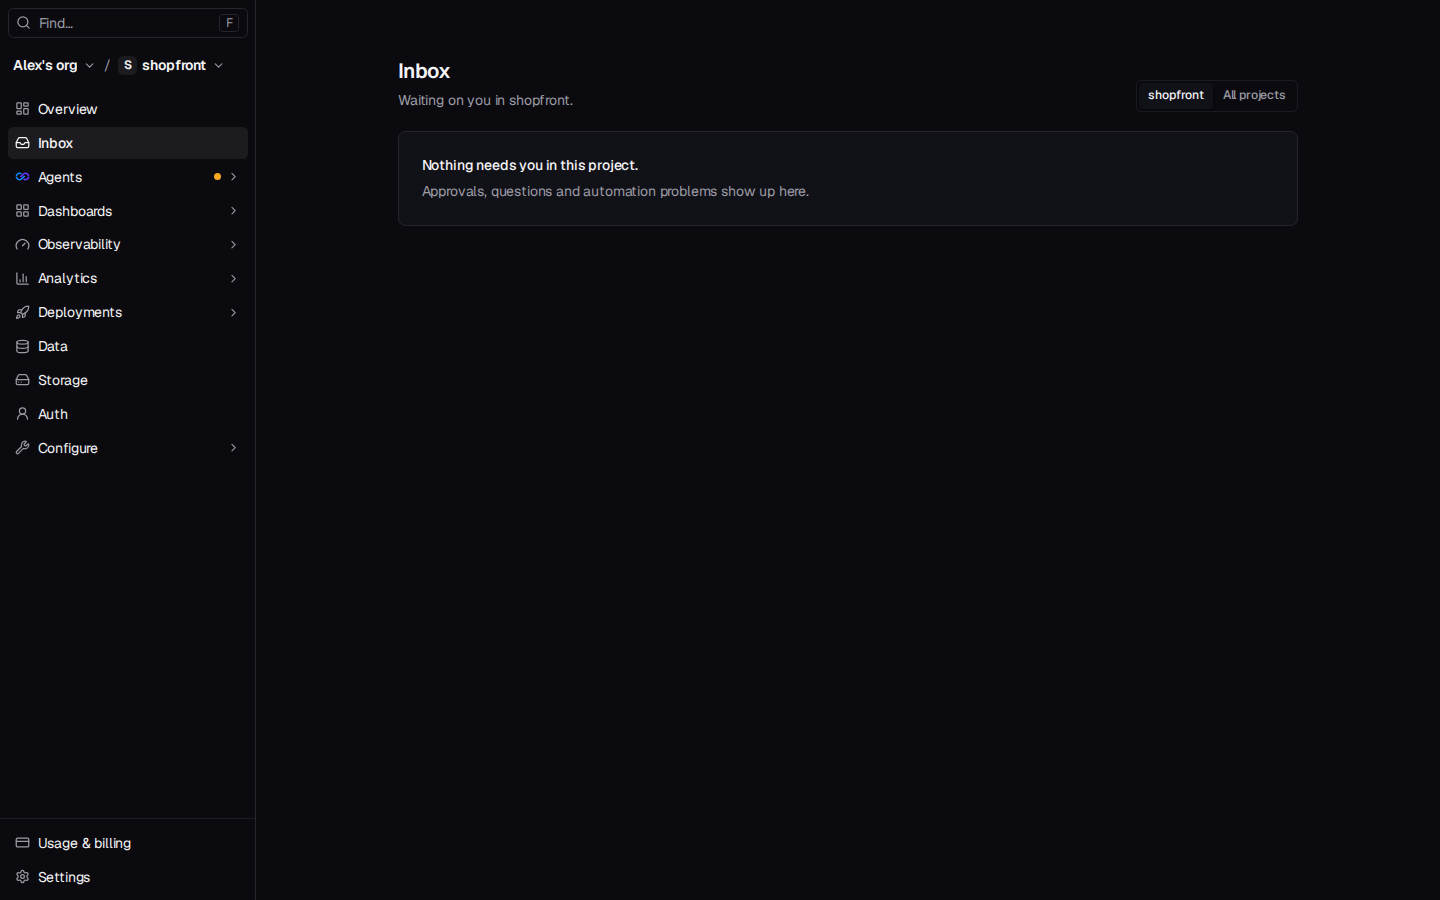 Find...
F
Alex's org / S shopfront
Overview
Inbox
Agents
Dashboards
Observability
Analytics
Deployments
Data
Storage
Auth
Configure
Usage & billing
Settings
Inbox
Waiting on you in shopfront.
shopfront
All projects
Nothing needs you in this project.
Approvals, questions and automation problems show up here.